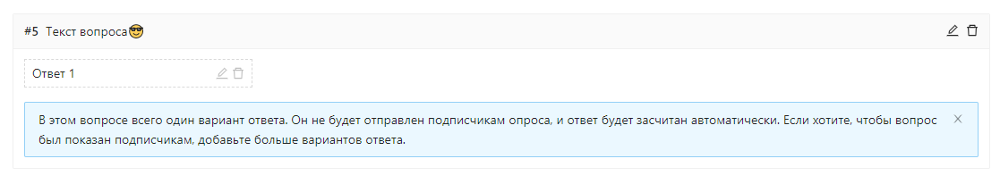 #5 Текст вопроса😎
Ответ 1
В этом вопросе всего один вариант ответа. Он не будет отправлен подписчикам опроса, и ответ будет засчитан автоматически. Если хотите, чтобы вопрос
был показан подписчикам, добавьте больше вариантов ответа.